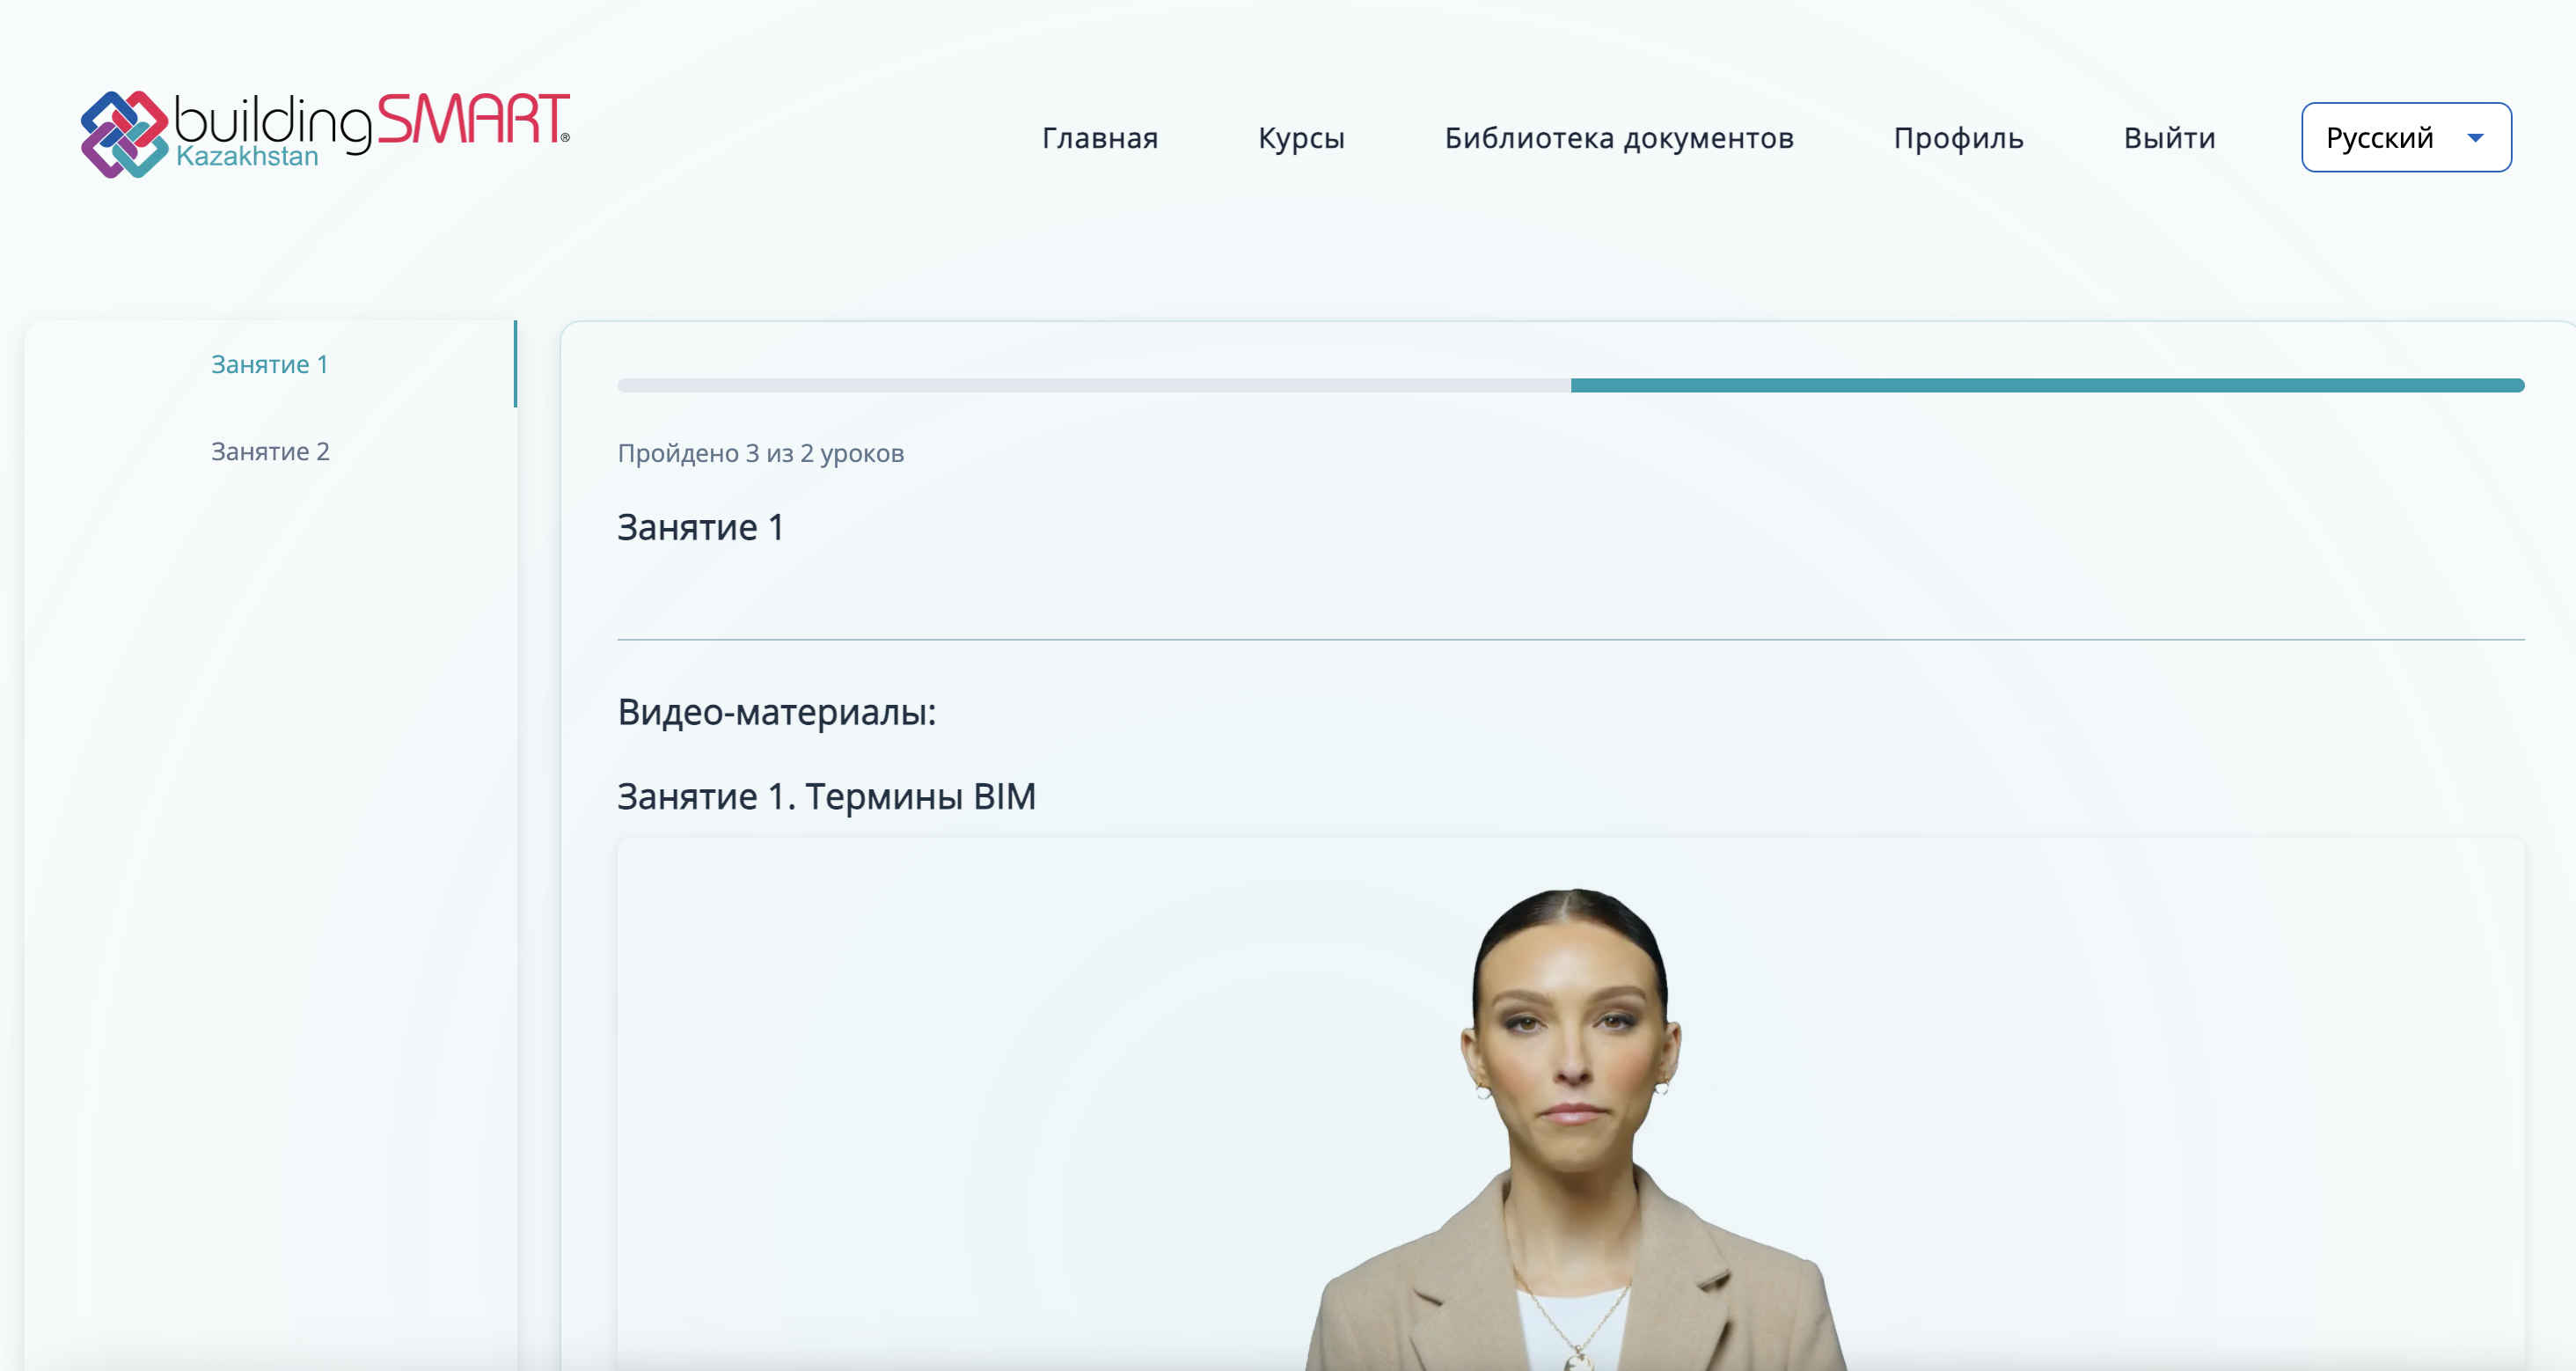 buildingSMART®
Kazakhstan
Главная Курсы Библиотека документов Профиль Выйти Русский
Занятие 1
Занятие 2
Пройдено 3 из 2 уроков
Занятие 1
Видео-материалы:
Занятие 1. Термины BIM